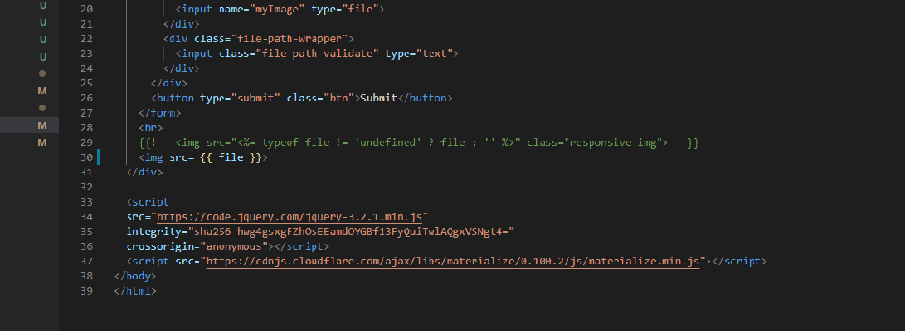 U
20 <input name="myImage" type="file">
U
21 </div>
U
22 <div class="file-path-wrapper">
U
23 <input class="file-path validate" type="text">
24 </div>
25 </div>
M
26 <button type="submit" class="btn">Submit</button>
27 </form>
M
28 <br>
M
29 {{! <img src="<%= typeof file != 'undefined' ? file : '' %>" class="responsive-img"> }}
30 <img src= {{ file }}>
31 </div>
32
33 <script
34 src="https://code.jquery.com/jquery-3.2.1.min.js"
35 integrity="sha256-hwg4gsxgFZhOsEEamdOYGBf13FyQuiTwlAQgxVSNgt4="
36 crossorigin="anonymous"></script>
37 <script src="https://cdnjs.cloudflare.com/ajax/libs/materialize/0.100.2/js/materialize.min.js"></script>
38 </body>
39 </html>